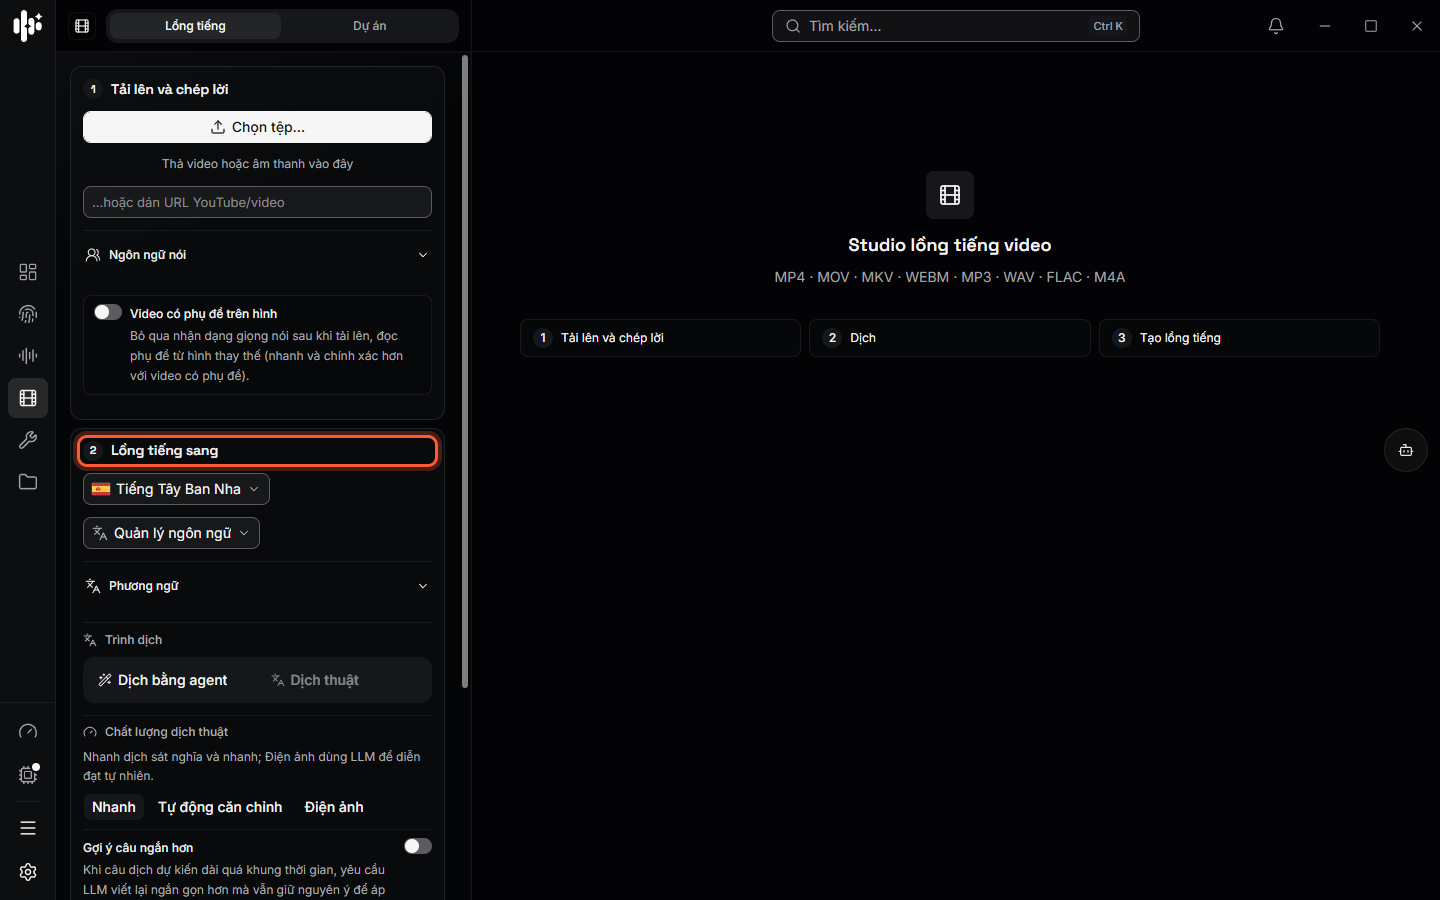 Lồng tiếng
Dự án
Tìm kiếm...
Ctrl K
1
Tải lên và chép lời
Chọn tệp...
Thả video hoặc âm thanh vào đây
...hoặc dán URL YouTube/video
Ngôn ngữ nói
Video có phụ đề trên hình
Bỏ qua nhận dạng giọng nói sau khi tải lên, đọc
phụ đề từ hình thay thế (nhanh và chính xác hơn
với video có phụ đề).
2
Lồng tiếng sang
Tiếng Tây Ban Nha
Quản lý ngôn ngữ
Phương ngữ
Trình dịch
Dịch bằng agent
Dịch thuật
Chất lượng dịch thuật
Nhanh dịch sát nghĩa và nhanh; Điện ảnh dùng LLM để diễn
đạt tự nhiên.
Nhanh
Tự động căn chỉnh
Điện ảnh
Gợi ý câu ngắn hơn
Khi câu dịch dự kiến dài quá khung thời gian, yêu cầu
LLM viết lại ngắn gọn hơn mà vẫn giữ nguyên ý để áp
Studio lồng tiếng video
MP4 · MOV · MKV · WEBM · MP3 · WAV · FLAC · M4A
1
Tải lên và chép lời
2
Dịch
3
Tạo lồng tiếng